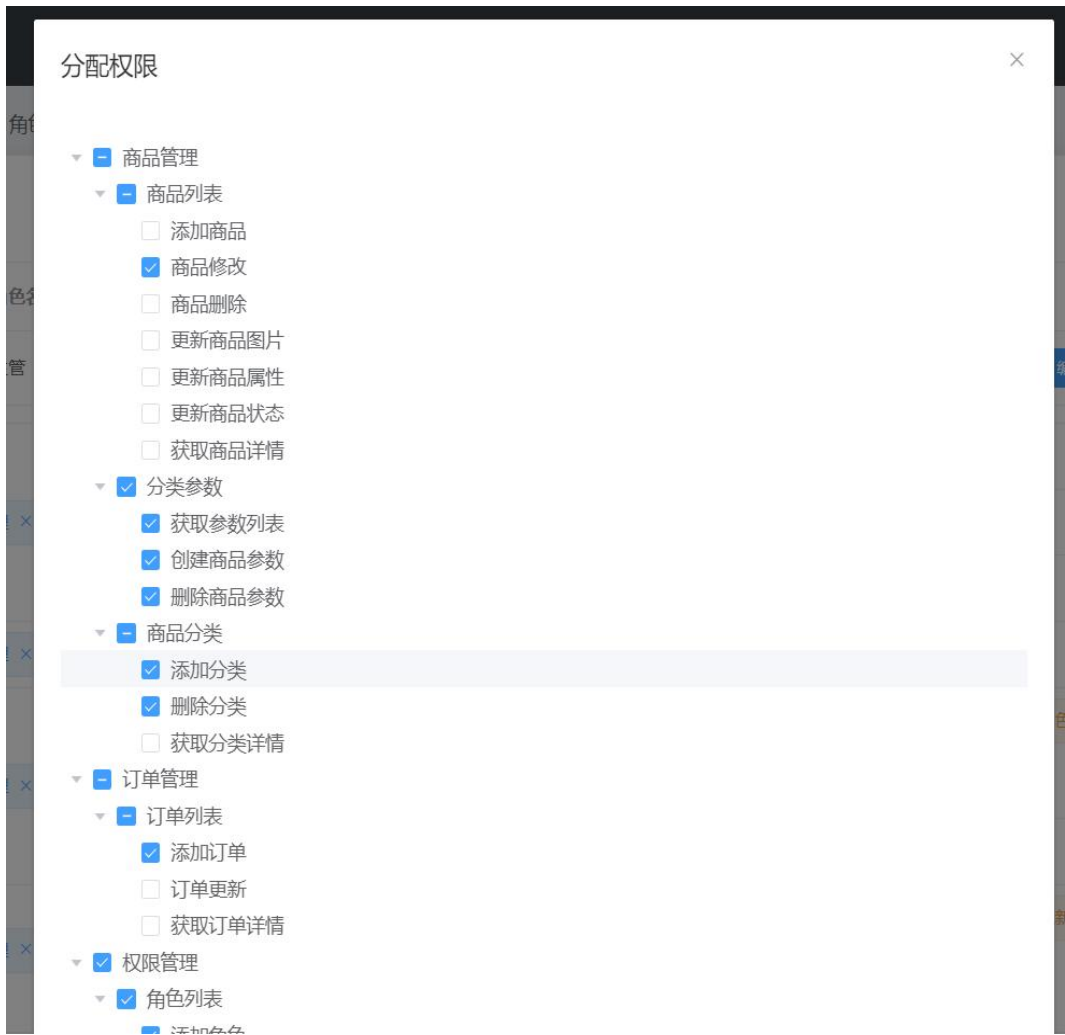 分配权限
商品管理
商品列表
添加商品
商品修改
商品删除
更新商品图片
更新商品属性
更新商品状态
获取商品详情
分类参数
获取参数列表
创建商品参数
删除商品参数
商品分类
添加分类
删除分类
获取分类详情
订单管理
订单列表
添加订单
订单更新
获取订单详情
权限管理
角色列表
添加角色